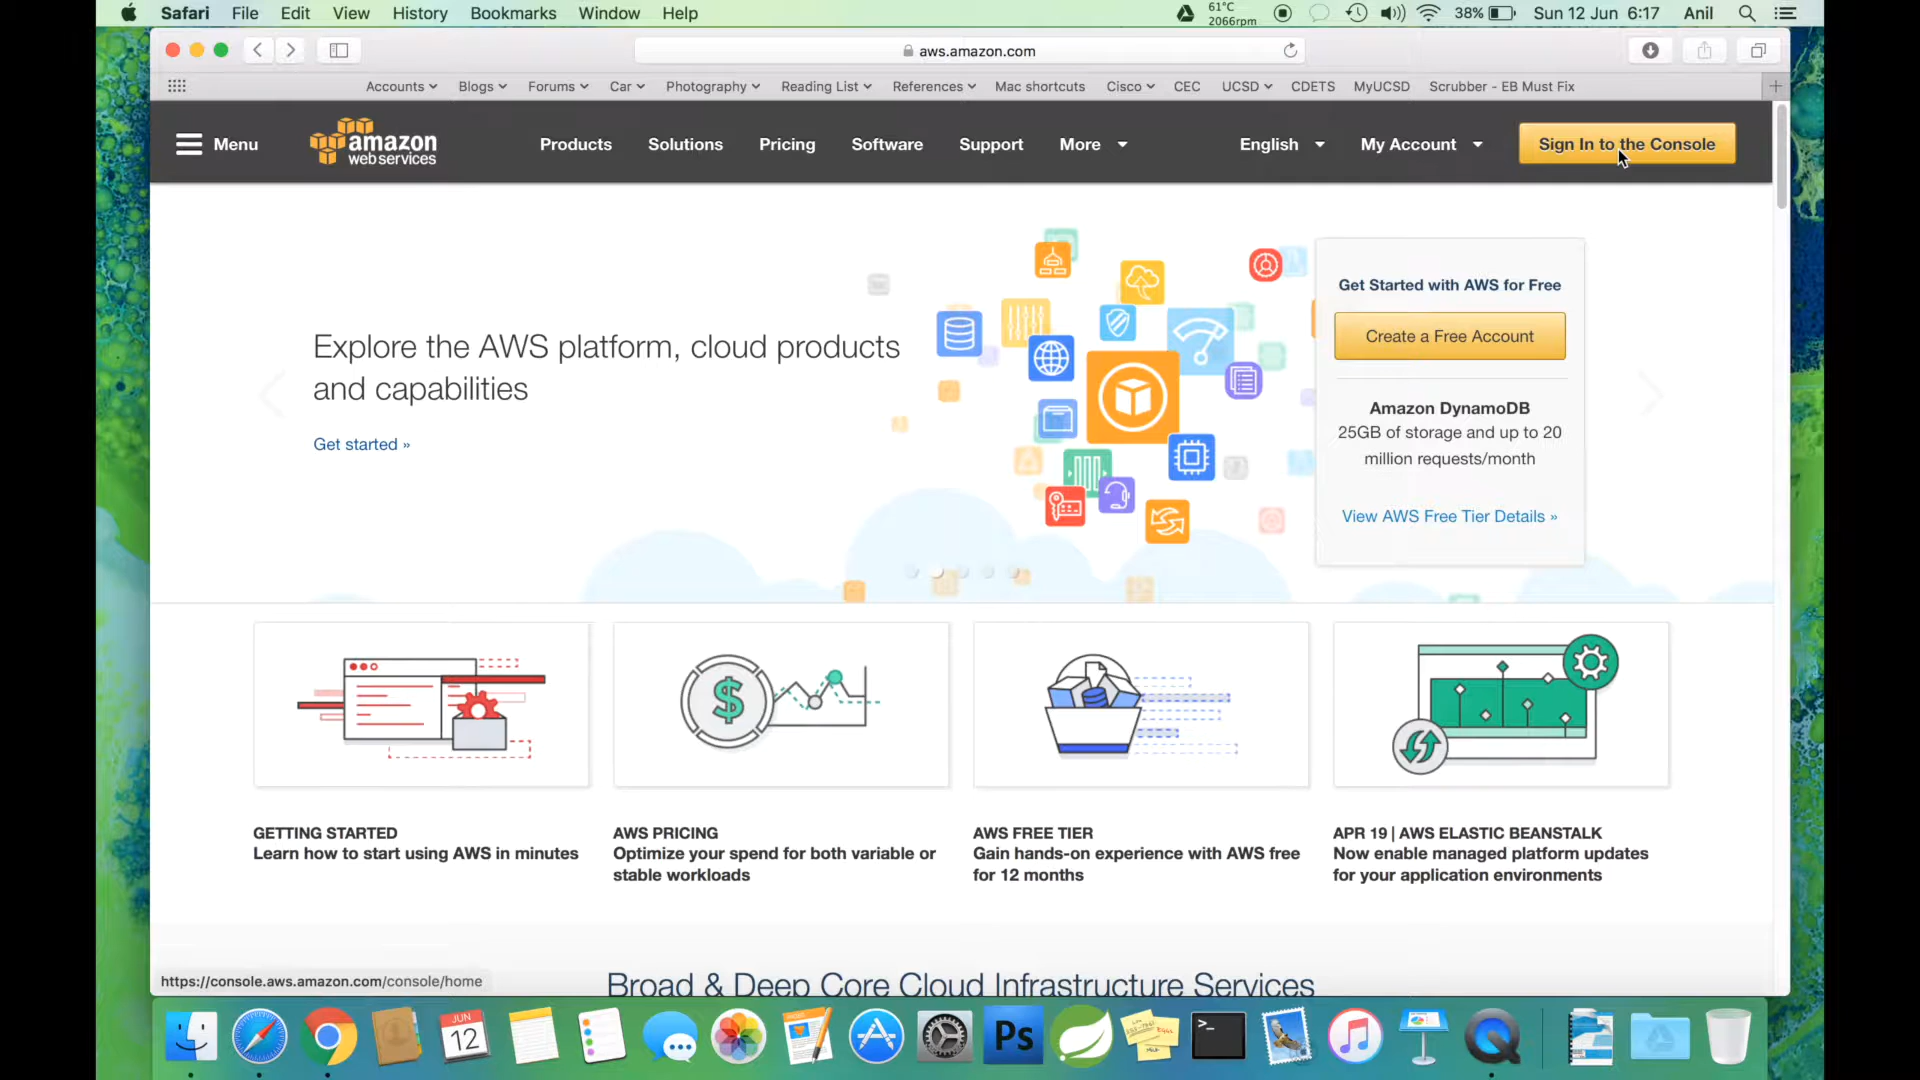 Safari File Edit View History Bookmarks Window Help
61°C
2066rpm
38%
Sun 12 Jun 6:17
Anil
aws.amazon.com
Accounts Blogs Forums Car Photography Reading List References Mac shortcuts Cisco CEC UCSD CDETS MyUCSD Scrubber - EB Must Fix
Menu
amazon
web services
Products Solutions Pricing Software Support More English My Account Sign In to the Console
Explore the AWS platform, cloud products
and capabilities
Get started »
Get Started with AWS for Free
Create a Free Account
Amazon DynamoDB
25GB of storage and up to 20
million requests/month
View AWS Free Tier Details »
GETTING STARTED
Learn how to start using AWS in minutes
AWS PRICING
Optimize your spend for both variable or
stable workloads
AWS FREE TIER
Gain hands-on experience with AWS free
for 12 months
APR 19 | AWS ELASTIC BEANSTALK
Now enable managed platform updates
for your application environments
https://console.aws.amazon.com/console/home
Broad & Deep Core Cloud Infrastructure Services
JUN
12
Ps